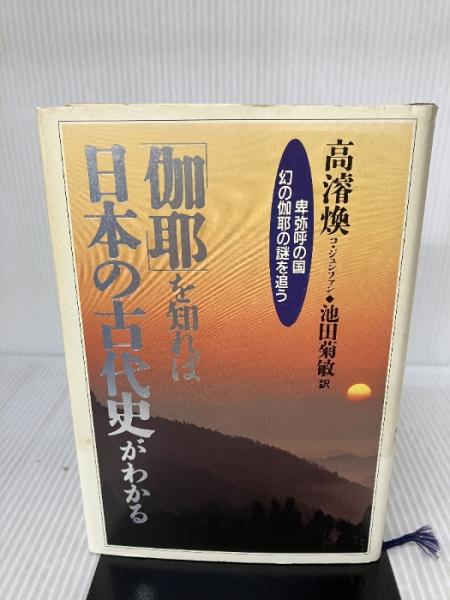 高濬煥
コ・ジュンファン◆池田菊敏 訳
卑弥呼の国
幻の伽耶の謎を追う
「伽耶」を知れば、
日本の古代史がわかる